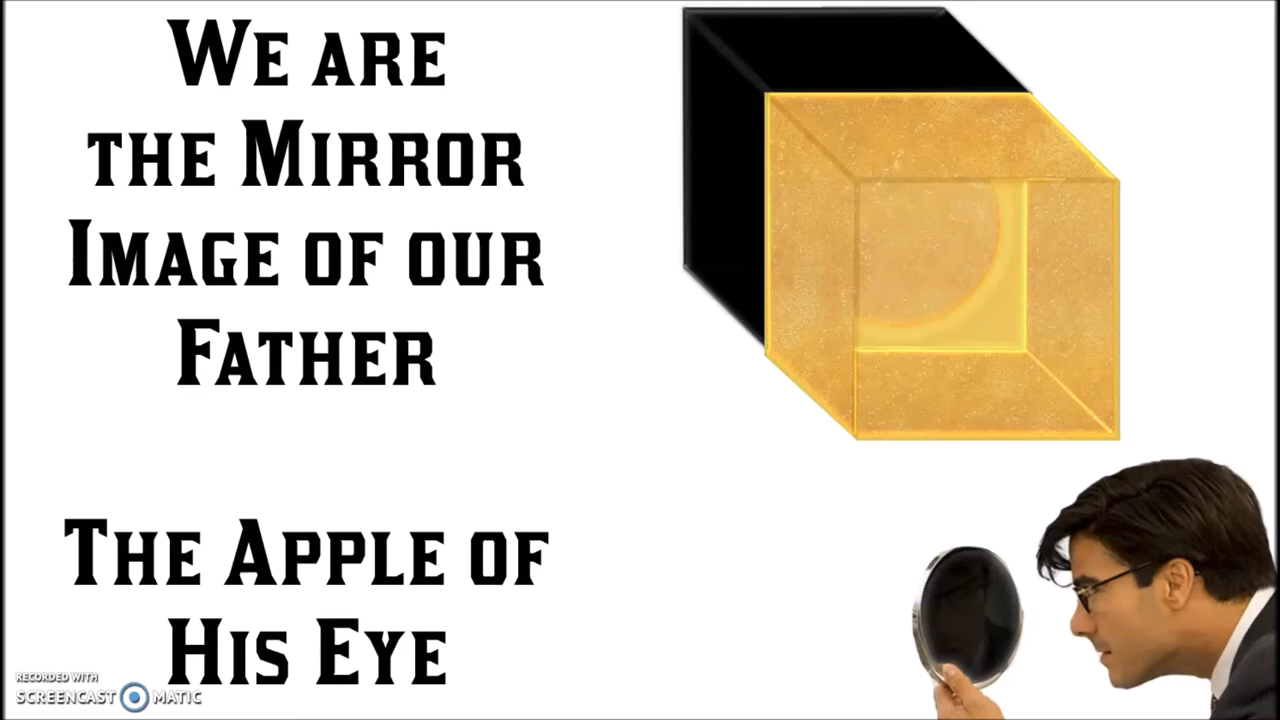 We are
the Mirror
Image of our
Father
The Apple of
His Eye
RECORDED WITH
SCREENCAST MATIC